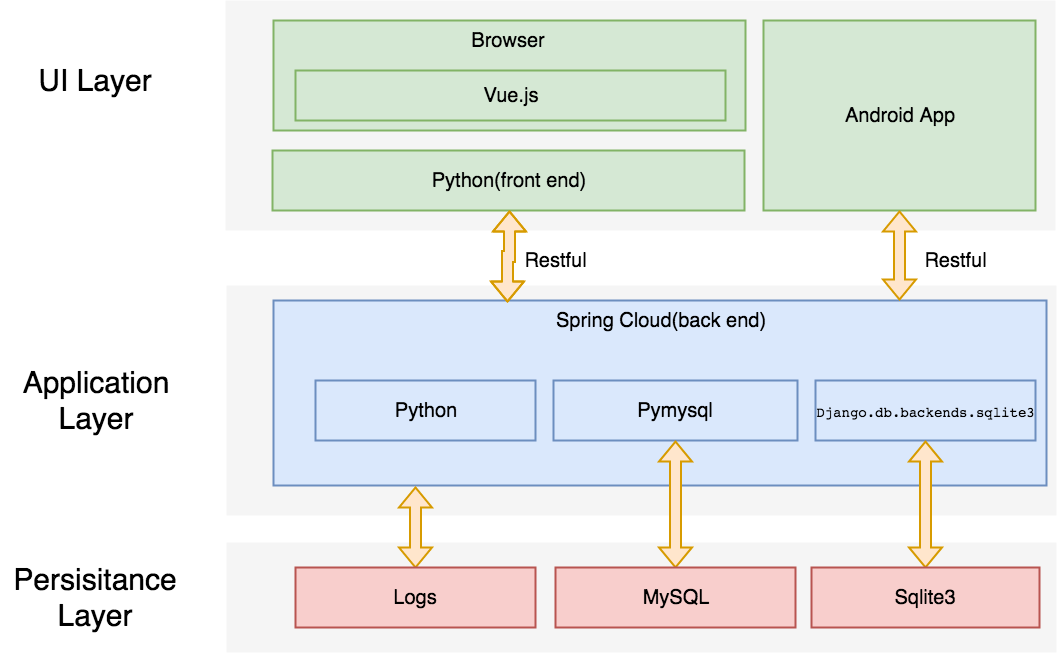 UI Layer
Browser
Vue.js
Android App
Python(front end)
Restful
Restful
Application
Layer
Spring Cloud(back end)
Python
Pymysql
Django.db.backends.sqlite3
Persisitance
Layer
Logs
MySQL
Sqlite3